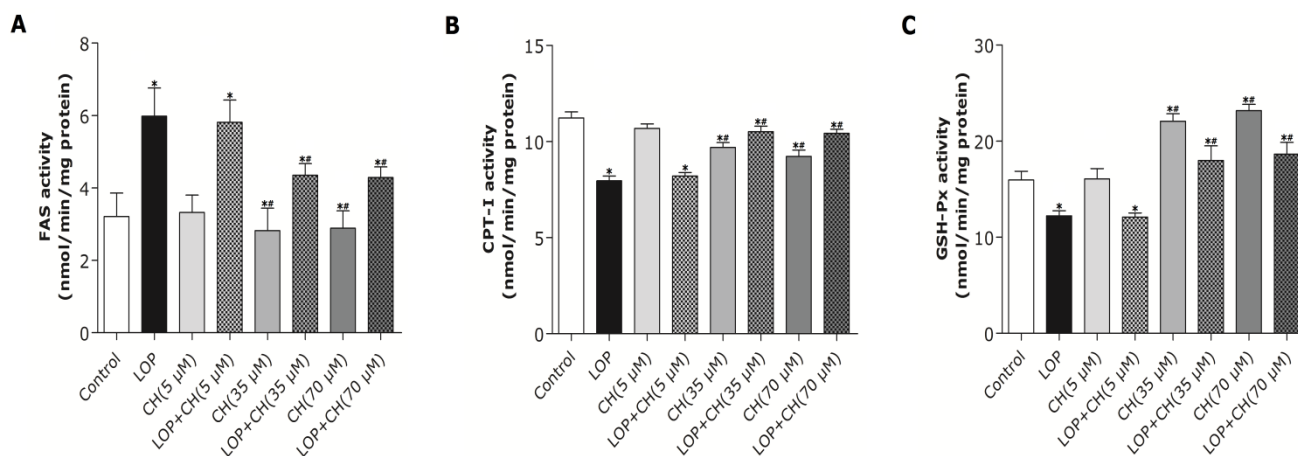 A
FAS activity
(nmol/min/mg protein)
8
6
4
2
0
*
*
*#
*#
*#
*#
Control
LOP
CH(5 µM)
LOP+CH(5 µM)
CH(35 µM)
LOP+CH(35 µM)
CH(70 µM)
LOP+CH(70 µM)
B
CPT-I activity
(nmol/min/mg protein)
15
10
5
0
*
*
*#
*#
*#
*#
Control
LOP
CH(5 µM)
LOP+CH(5 µM)
CH(35 µM)
LOP+CH(35 µM)
CH(70 µM)
LOP+CH(70 µM)
C
GSH-Px activity
(nmol/min/mg protein)
30
20
10
0
*
*
*#
*#
*#
*#
Control
LOP
CH(5 µM)
LOP+CH(5 µM)
CH(35 µM)
LOP+CH(35 µM)
CH(70 µM)
LOP+CH(70 µM)